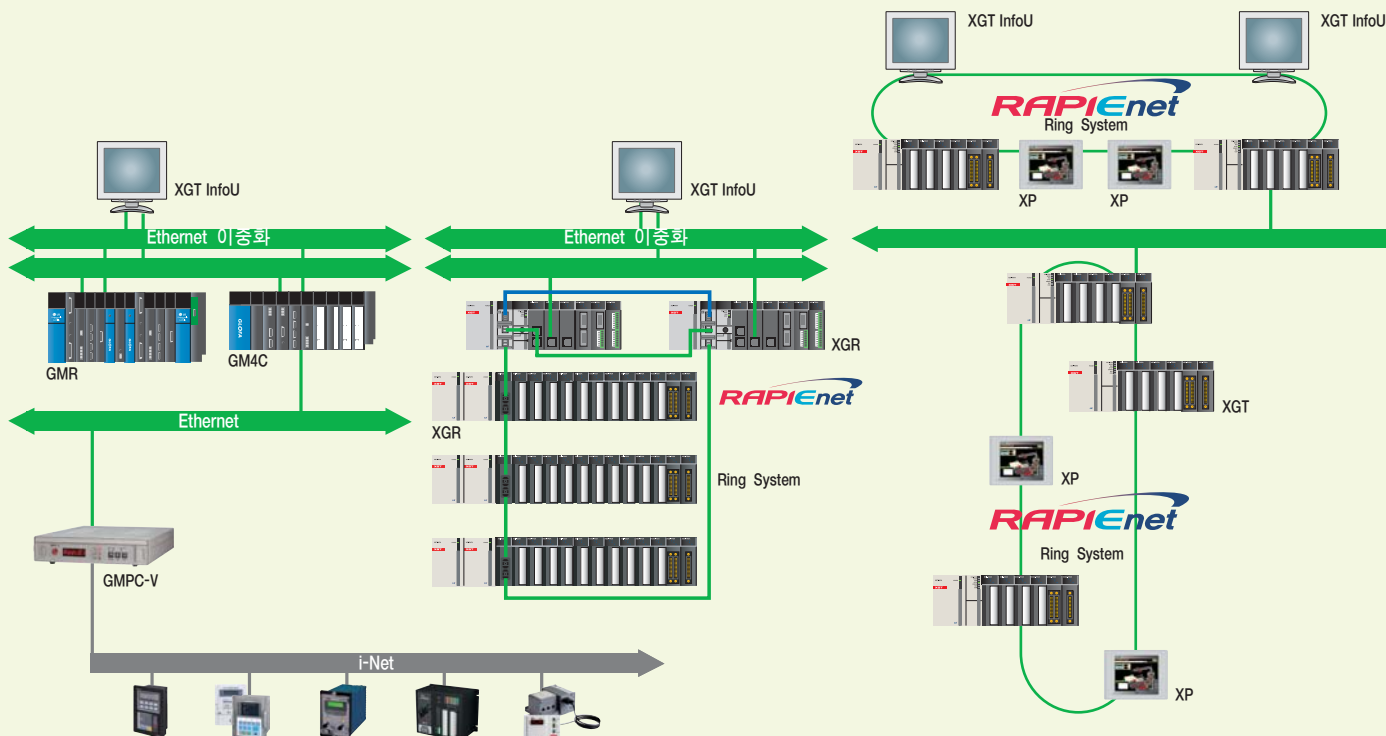 XGT InfoU
XGT InfoU
RAPIEnet
Ring System
XP
XP
XGT InfoU
XGT InfoU
Ethernet 이중화
Ethernet 이중화
GMR
GM4C
XGR
XGR
RAPIEnet
XGT
Ethernet
Ring System
XP
RAPIEnet
Ring System
GMPC-V
i-Net
XP